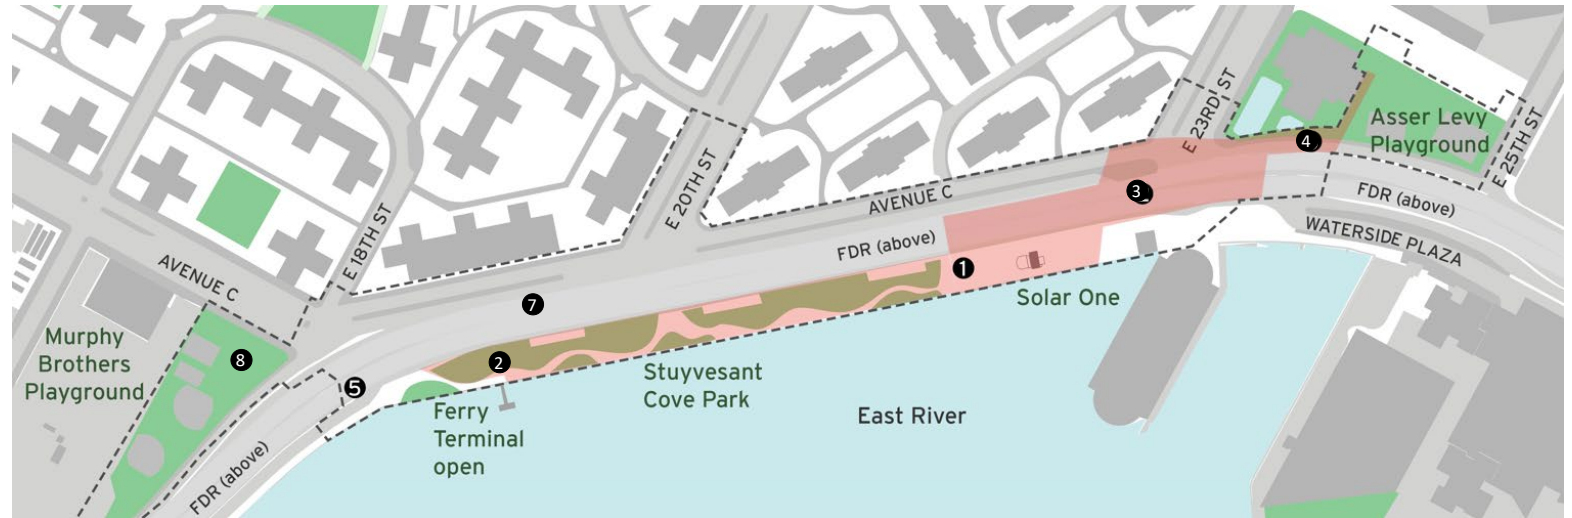 E 23RD ST
Asser Levy
Playground
4
E 25TH ST
3
AVENUE C
E 20TH ST
FDR (above)
WATERSIDE PLAZA
FDR (above)
E 18TH ST
AVENUE C
1
Solar One
7
Murphy
Brothers
Playground
8
2
5
Stuyvesant
Cove Park
Ferry
Terminal
open
East River
FDR (above)